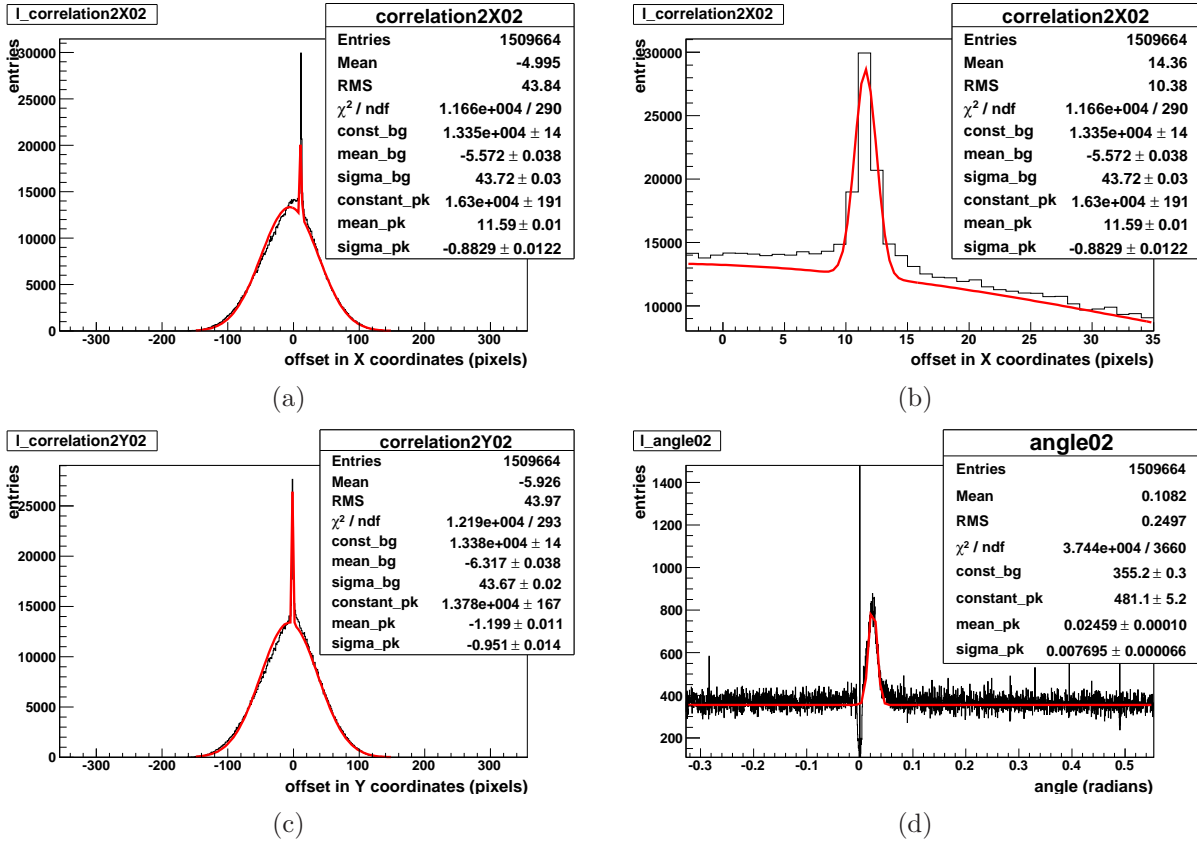 l_correlation2X02
correlation2X02
Entries 1509664
Mean -4.995
RMS 43.84
χ² / ndf 1.166e+004 / 290
const_bg 1.335e+004 ± 14
mean_bg -5.572 ± 0.038
sigma_bg 43.72 ± 0.03
constant_pk 1.63e+004 ± 191
mean_pk 11.59 ± 0.01
sigma_pk -0.8829 ± 0.0122
entries
30000
25000
20000
15000
10000
5000
0
-300 -200 -100 0 100 200 300
offset in X coordinates (pixels)
(a)
l_correlation2X02
correlation2X02
Entries 1509664
Mean 14.36
RMS 10.38
χ² / ndf 1.166e+004 / 290
const_bg 1.335e+004 ± 14
mean_bg -5.572 ± 0.038
sigma_bg 43.72 ± 0.03
constant_pk 1.63e+004 ± 191
mean_pk 11.59 ± 0.01
sigma_pk -0.8829 ± 0.0122
entries
30000
28000
26000
24000
22000
20000
18000
16000
14000
12000
10000
0 5 10 15 20 25 30 35
offset in X coordinates (pixels)
(b)
l_correlation2Y02
correlation2Y02
Entries 1509664
Mean -5.926
RMS 43.97
χ² / ndf 1.219e+004 / 293
const_bg 1.338e+004 ± 14
mean_bg -6.317 ± 0.038
sigma_bg 43.67 ± 0.02
constant_pk 1.378e+004 ± 167
mean_pk -1.199 ± 0.011
sigma_pk -0.951 ± 0.014
entries
25000
20000
15000
10000
5000
0
-300 -200 -100 0 100 200 300
offset in Y coordinates (pixels)
(c)
l_angle02
angle02
Entries 1509664
Mean 0.1082
RMS 0.2497
χ² / ndf 3.744e+004 / 3660
const_bg 355.2 ± 0.3
constant_pk 481.1 ± 5.2
mean_pk 0.02459 ± 0.00010
sigma_pk 0.007695 ± 0.000066
entries
1400
1200
1000
800
600
400
200
-0.3 -0.2 -0.1 0 0.1 0.2 0.3 0.4 0.5
angle (radians)
(d)